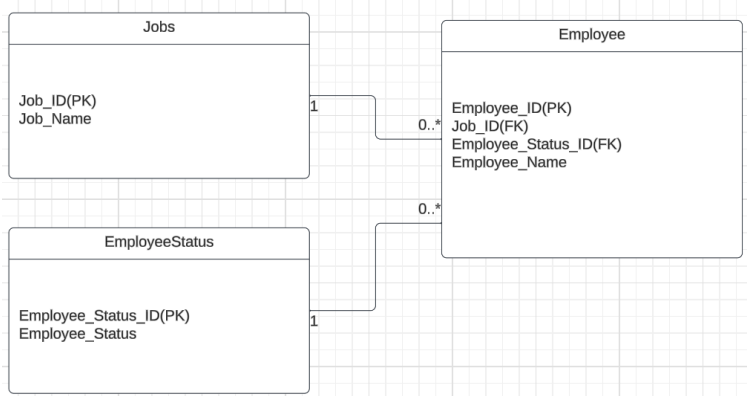 Jobs
Job_ID(PK)
Job_Name
1
Employee
0..*
Employee_ID(PK)
Job_ID(FK)
Employee_Status_ID(FK)
Employee_Name
0..*
EmployeeStatus
Employee_Status_ID(PK)
Employee_Status
1